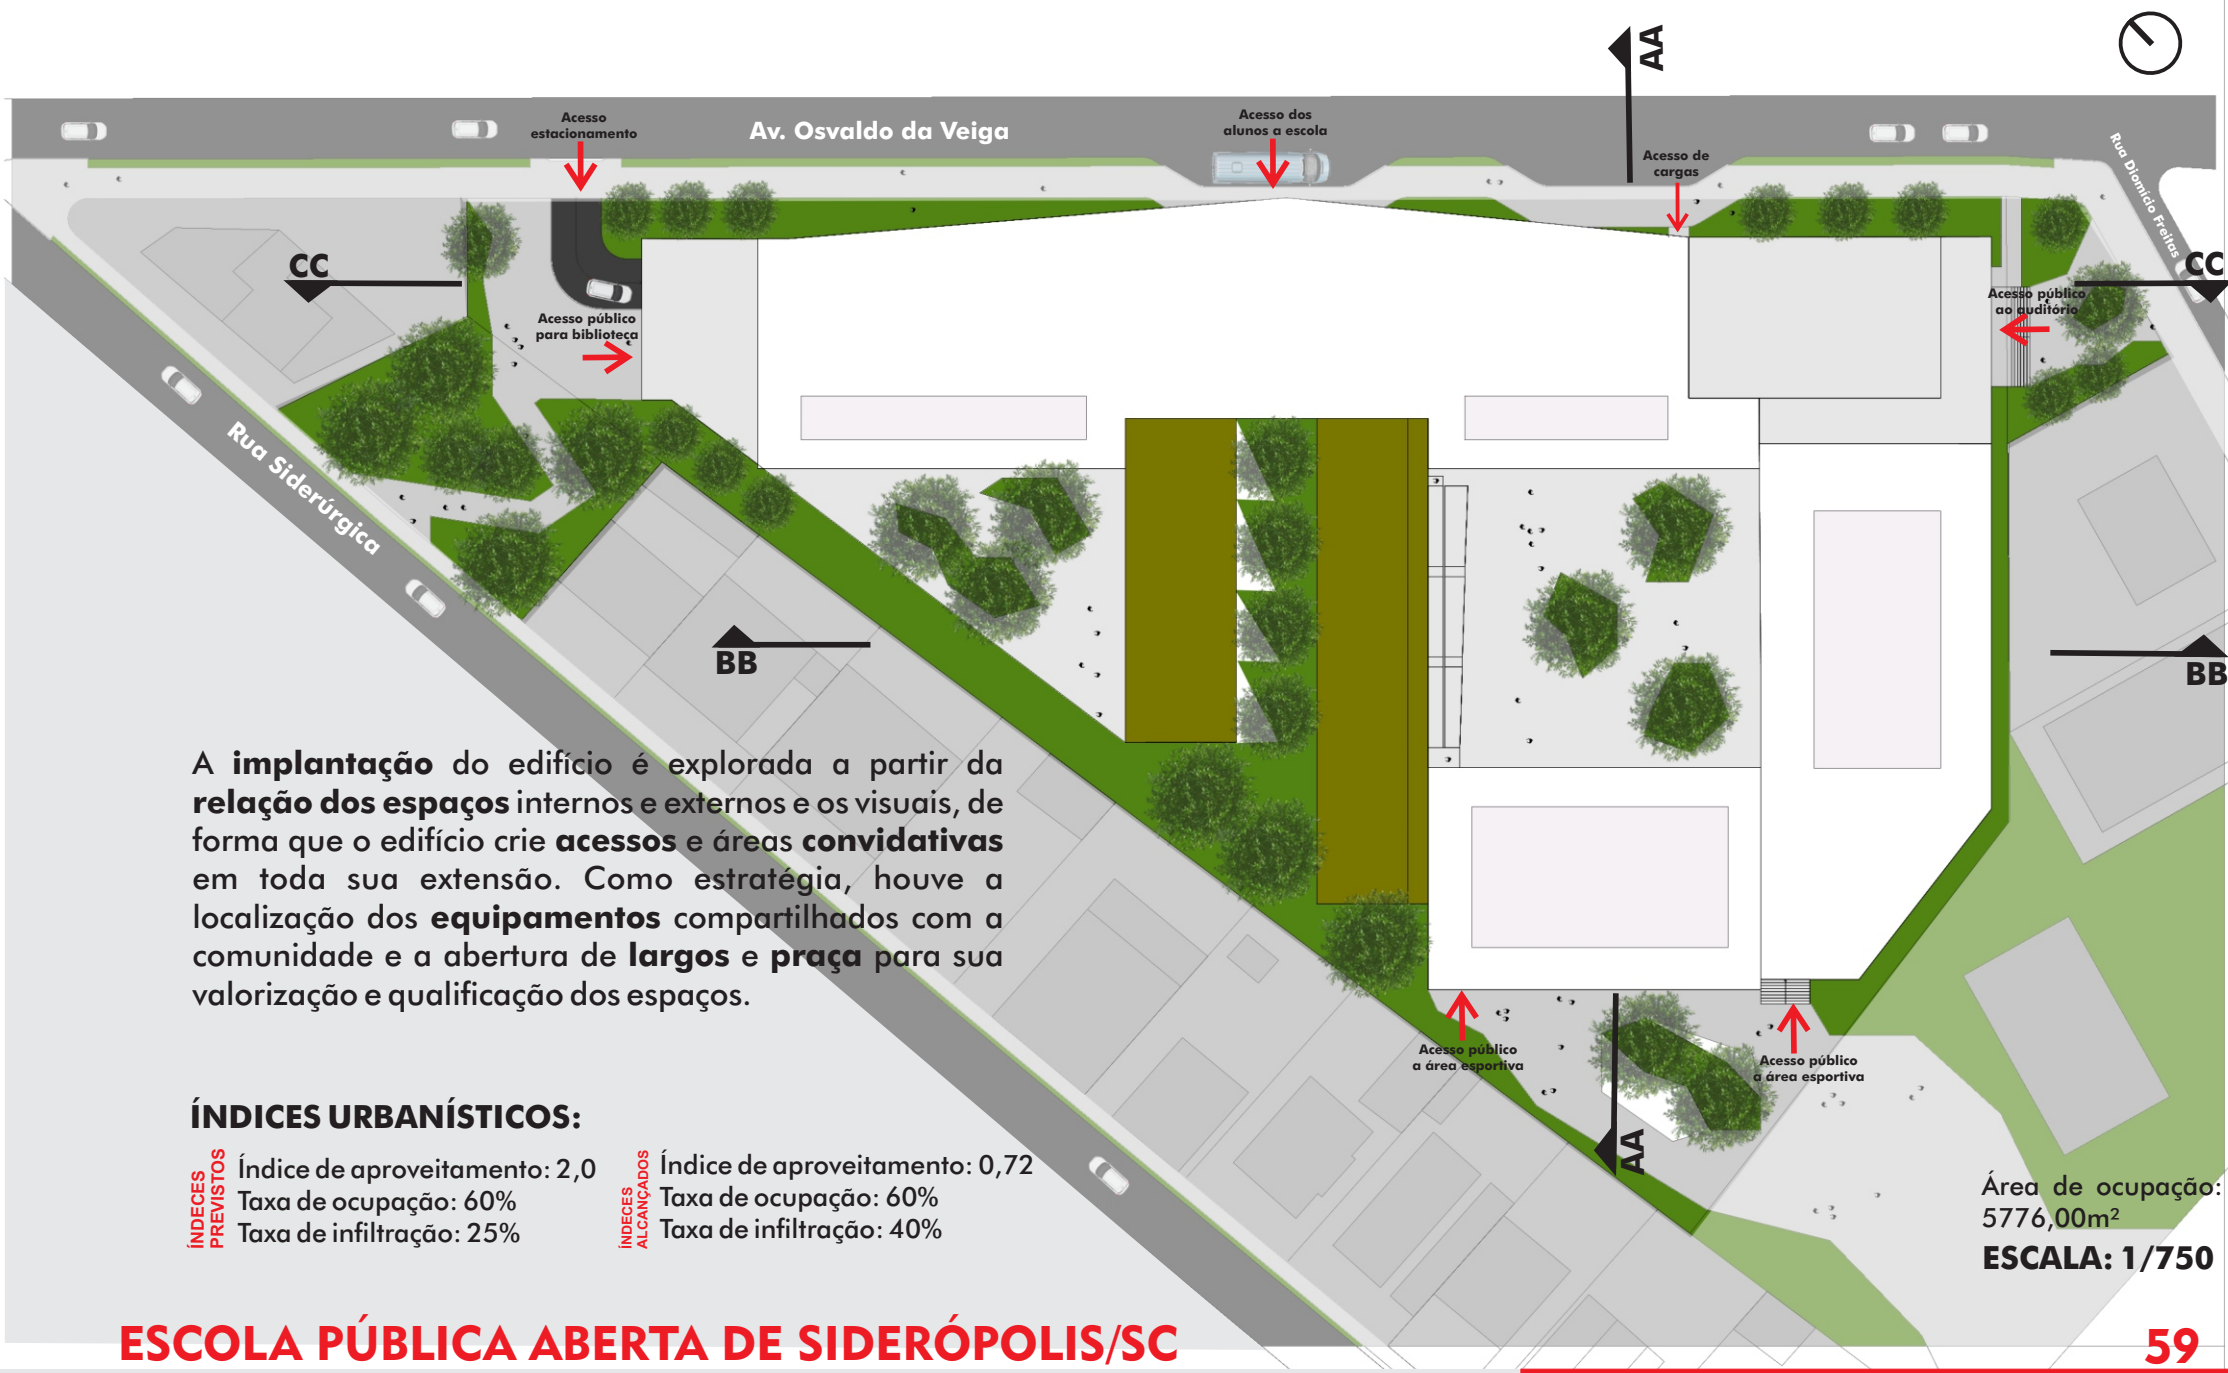 AA
Acesso
estacionamento
Av. Osvaldo da Veiga
Acesso dos
alunos a escola
Acesso de
cargas
Rua Diomício Freitas
CC
CC
Acesso público
para biblioteca
Acesso público
ao auditório
Rua Siderúrgica
BB
BB
A implantação do edifício é explorada a partir da
relação dos espaços internos e externos e os visuais, de
forma que o edifício crie acessos e áreas convidativas
em toda sua extensão. Como estratégia, houve a
localização dos equipamentos compartilhados com a
comunidade e a abertura de largos e praça para sua
valorização e qualificação dos espaços.
Acesso público
a área esportiva
Acesso público
a área esportiva
AA
ÍNDICES URBANÍSTICOS:
ÍNDECES
PREVISTOS
Índice de aproveitamento: 2,0
Taxa de ocupação: 60%
Taxa de infiltração: 25%
ÍNDECES
ALCANÇADOS
Índice de aproveitamento: 0,72
Taxa de ocupação: 60%
Taxa de infiltração: 40%
Área de ocupação:
5776,00m²
ESCALA: 1/750
ESCOLA PÚBLICA ABERTA DE SIDERÓPOLIS/SC
59